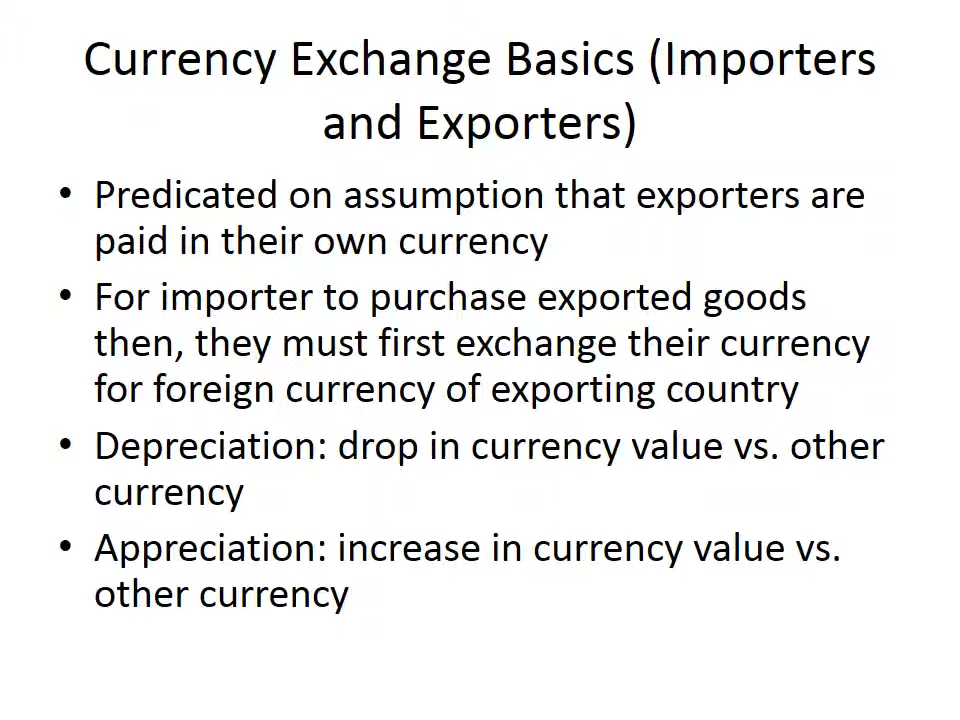 Currency Exchange Basics (Importers
and Exporters)
• Predicated on assumption that exporters are
paid in their own currency
• For importer to purchase exported goods
then, they must first exchange their currency
for foreign currency of exporting country
• Depreciation: drop in currency value vs. other
currency
• Appreciation: increase in currency value vs.
other currency